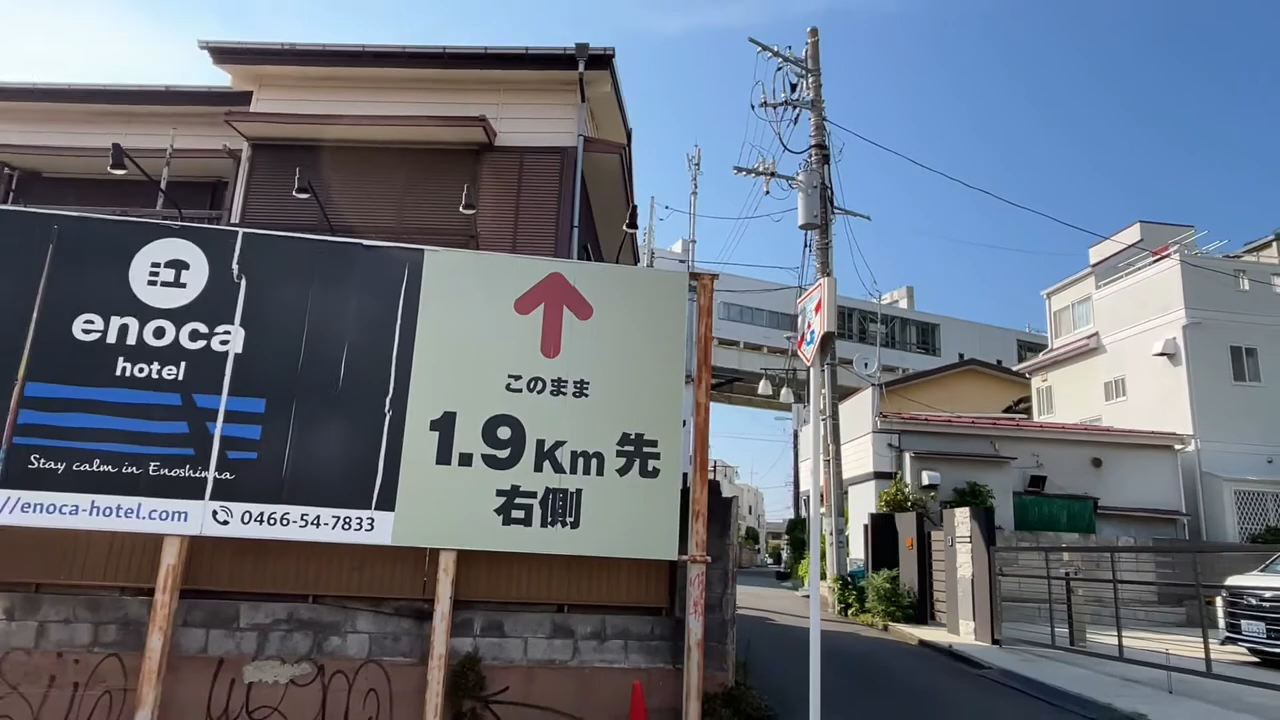 enoca
hotel
Stay calm in Enoshima
//enoca-hotel.com
0466-54-7833
このまま
1.9Km先
右側